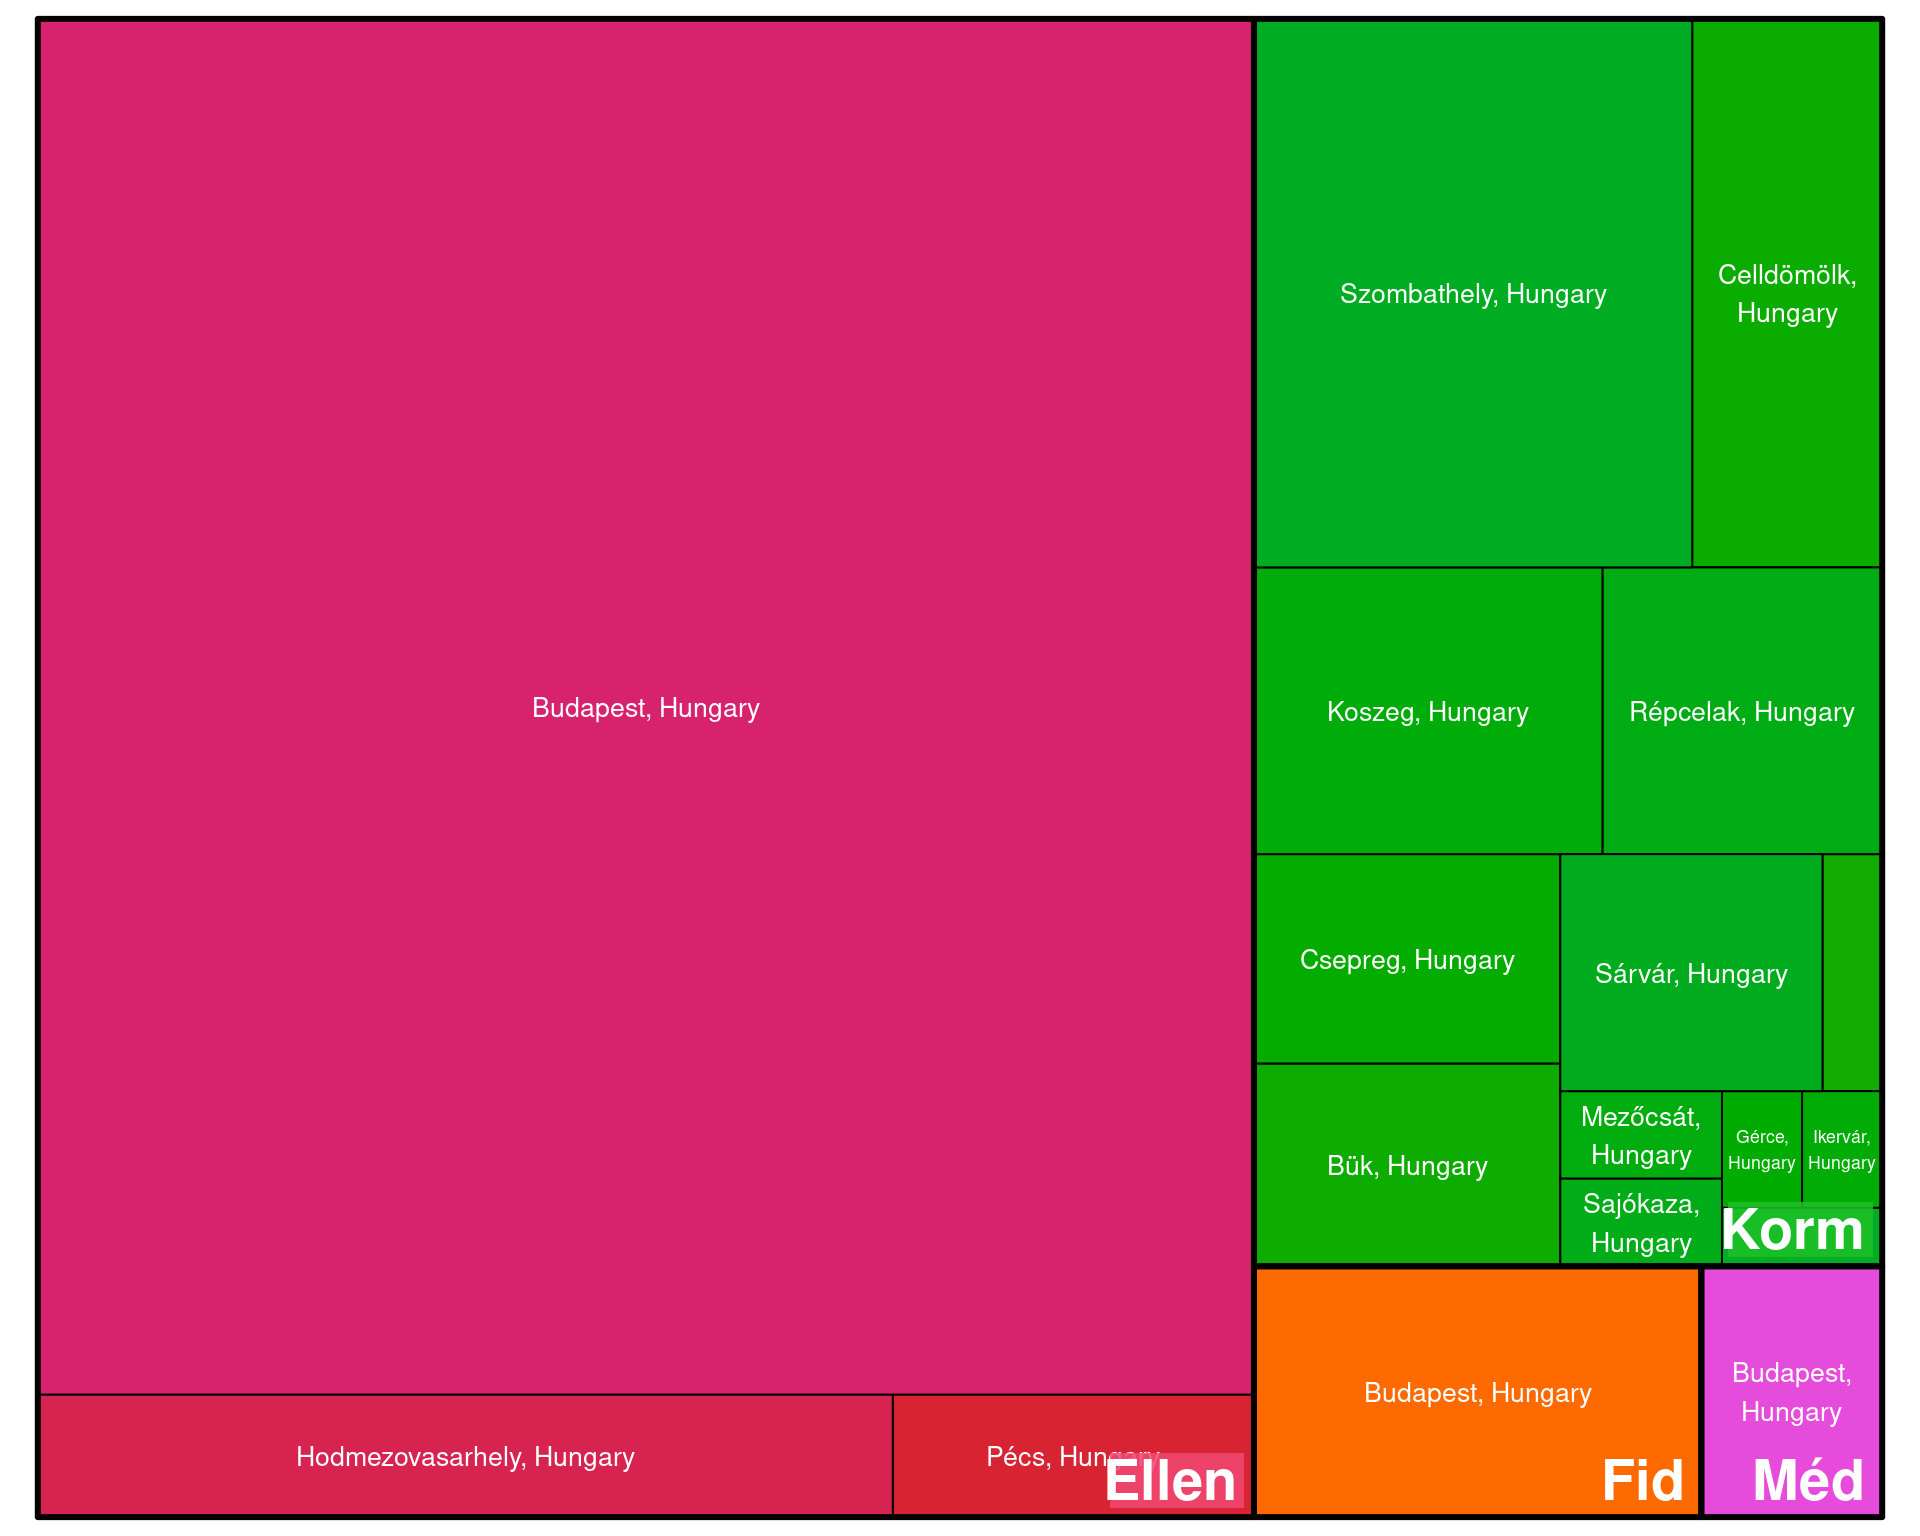 Budapest, Hungary
Hodmezovasarhely, Hungary
Pécs, Hungary
Ellen
Szombathely, Hungary
Celldömölk,
Hungary
Koszeg, Hungary
Répcelak, Hungary
Csepreg, Hungary
Sárvár, Hungary
Bük, Hungary
Mezőcsát,
Hungary
Gérce,
Hungary
Ikervár,
Hungary
Sajókaza,
Hungary
Korm
Budapest, Hungary
Fid
Budapest,
Hungary
Méd